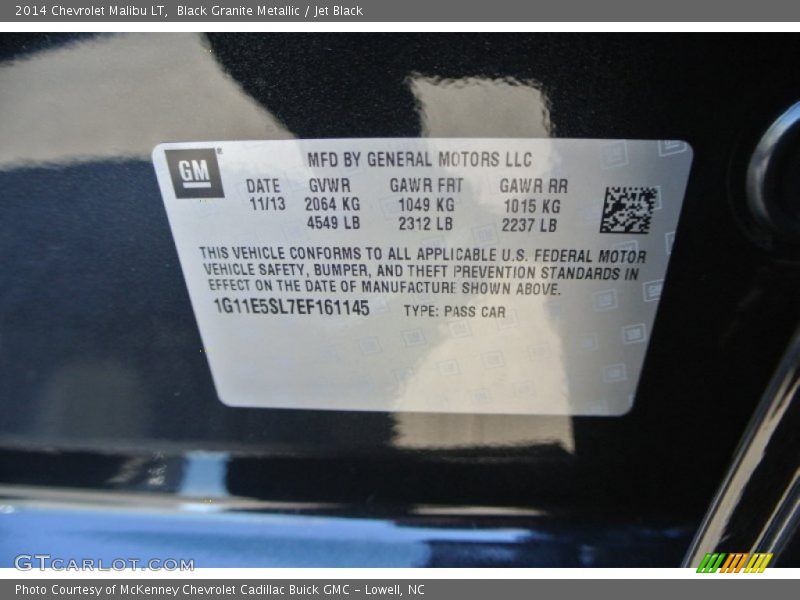 2014 Chevrolet Malibu LT, Black Granite Metallic / Jet Black
GM
MFD BY GENERAL MOTORS LLC
DATE GVWR GAWR FRT GAWR RR
11/13 2064 KG 1049 KG 1015 KG
4549 LB 2312 LB 2237 LB
THIS VEHICLE CONFORMS TO ALL APPLICABLE U.S. FEDERAL MOTOR
VEHICLE SAFETY, BUMPER, AND THEFT PREVENTION STANDARDS IN
EFFECT ON THE DATE OF MANUFACTURE SHOWN ABOVE.
1G11E5SL7EF161145 TYPE: PASS CAR
GTCARLOT.COM
Photo Courtesy of McKenney Chevrolet Cadillac Buick GMC – Lowell, NC